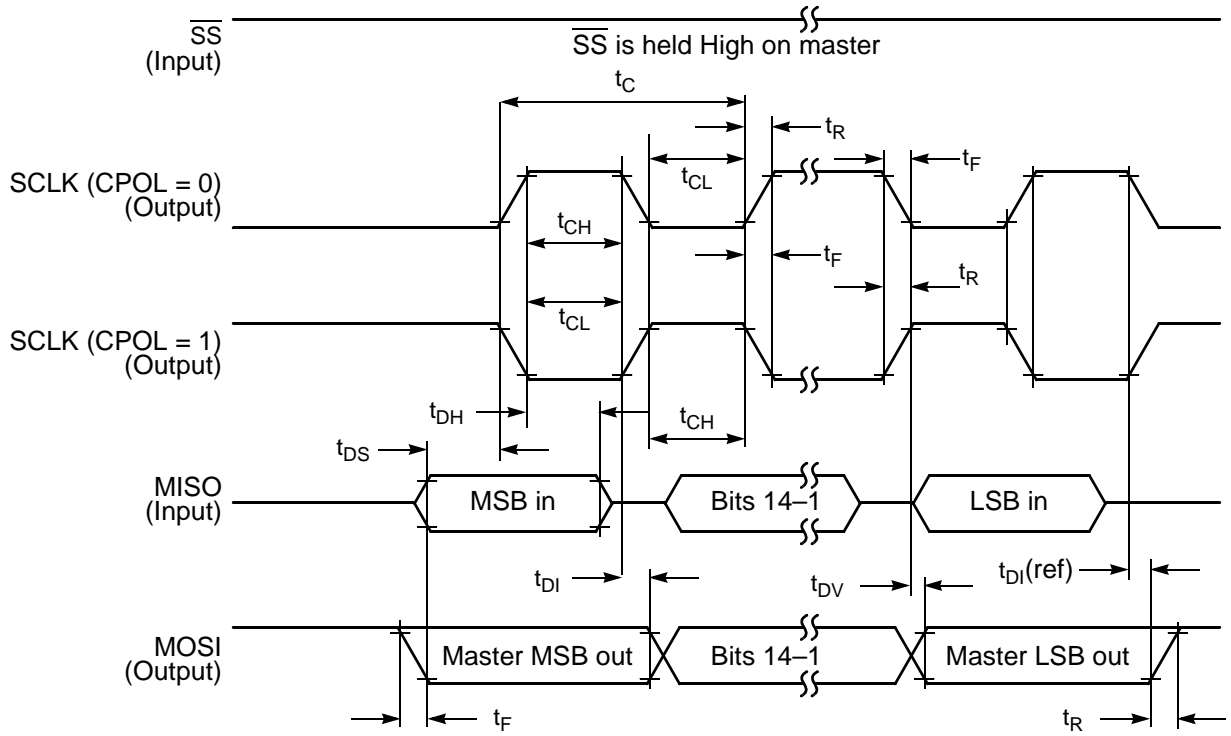 SS
(Input)
SS is held High on master
tC
tR
tF
SCLK (CPOL = 0)
(Output)
tCL
tCH
tF
tR
tCL
SCLK (CPOL = 1)
(Output)
tDH
tCH
tDS
MISO
(Input)
MSB in
Bits 14–1
LSB in
tDI
tDV
tDI(ref)
MOSI
(Output)
Master MSB out
Bits 14–1
Master LSB out
tF
tR